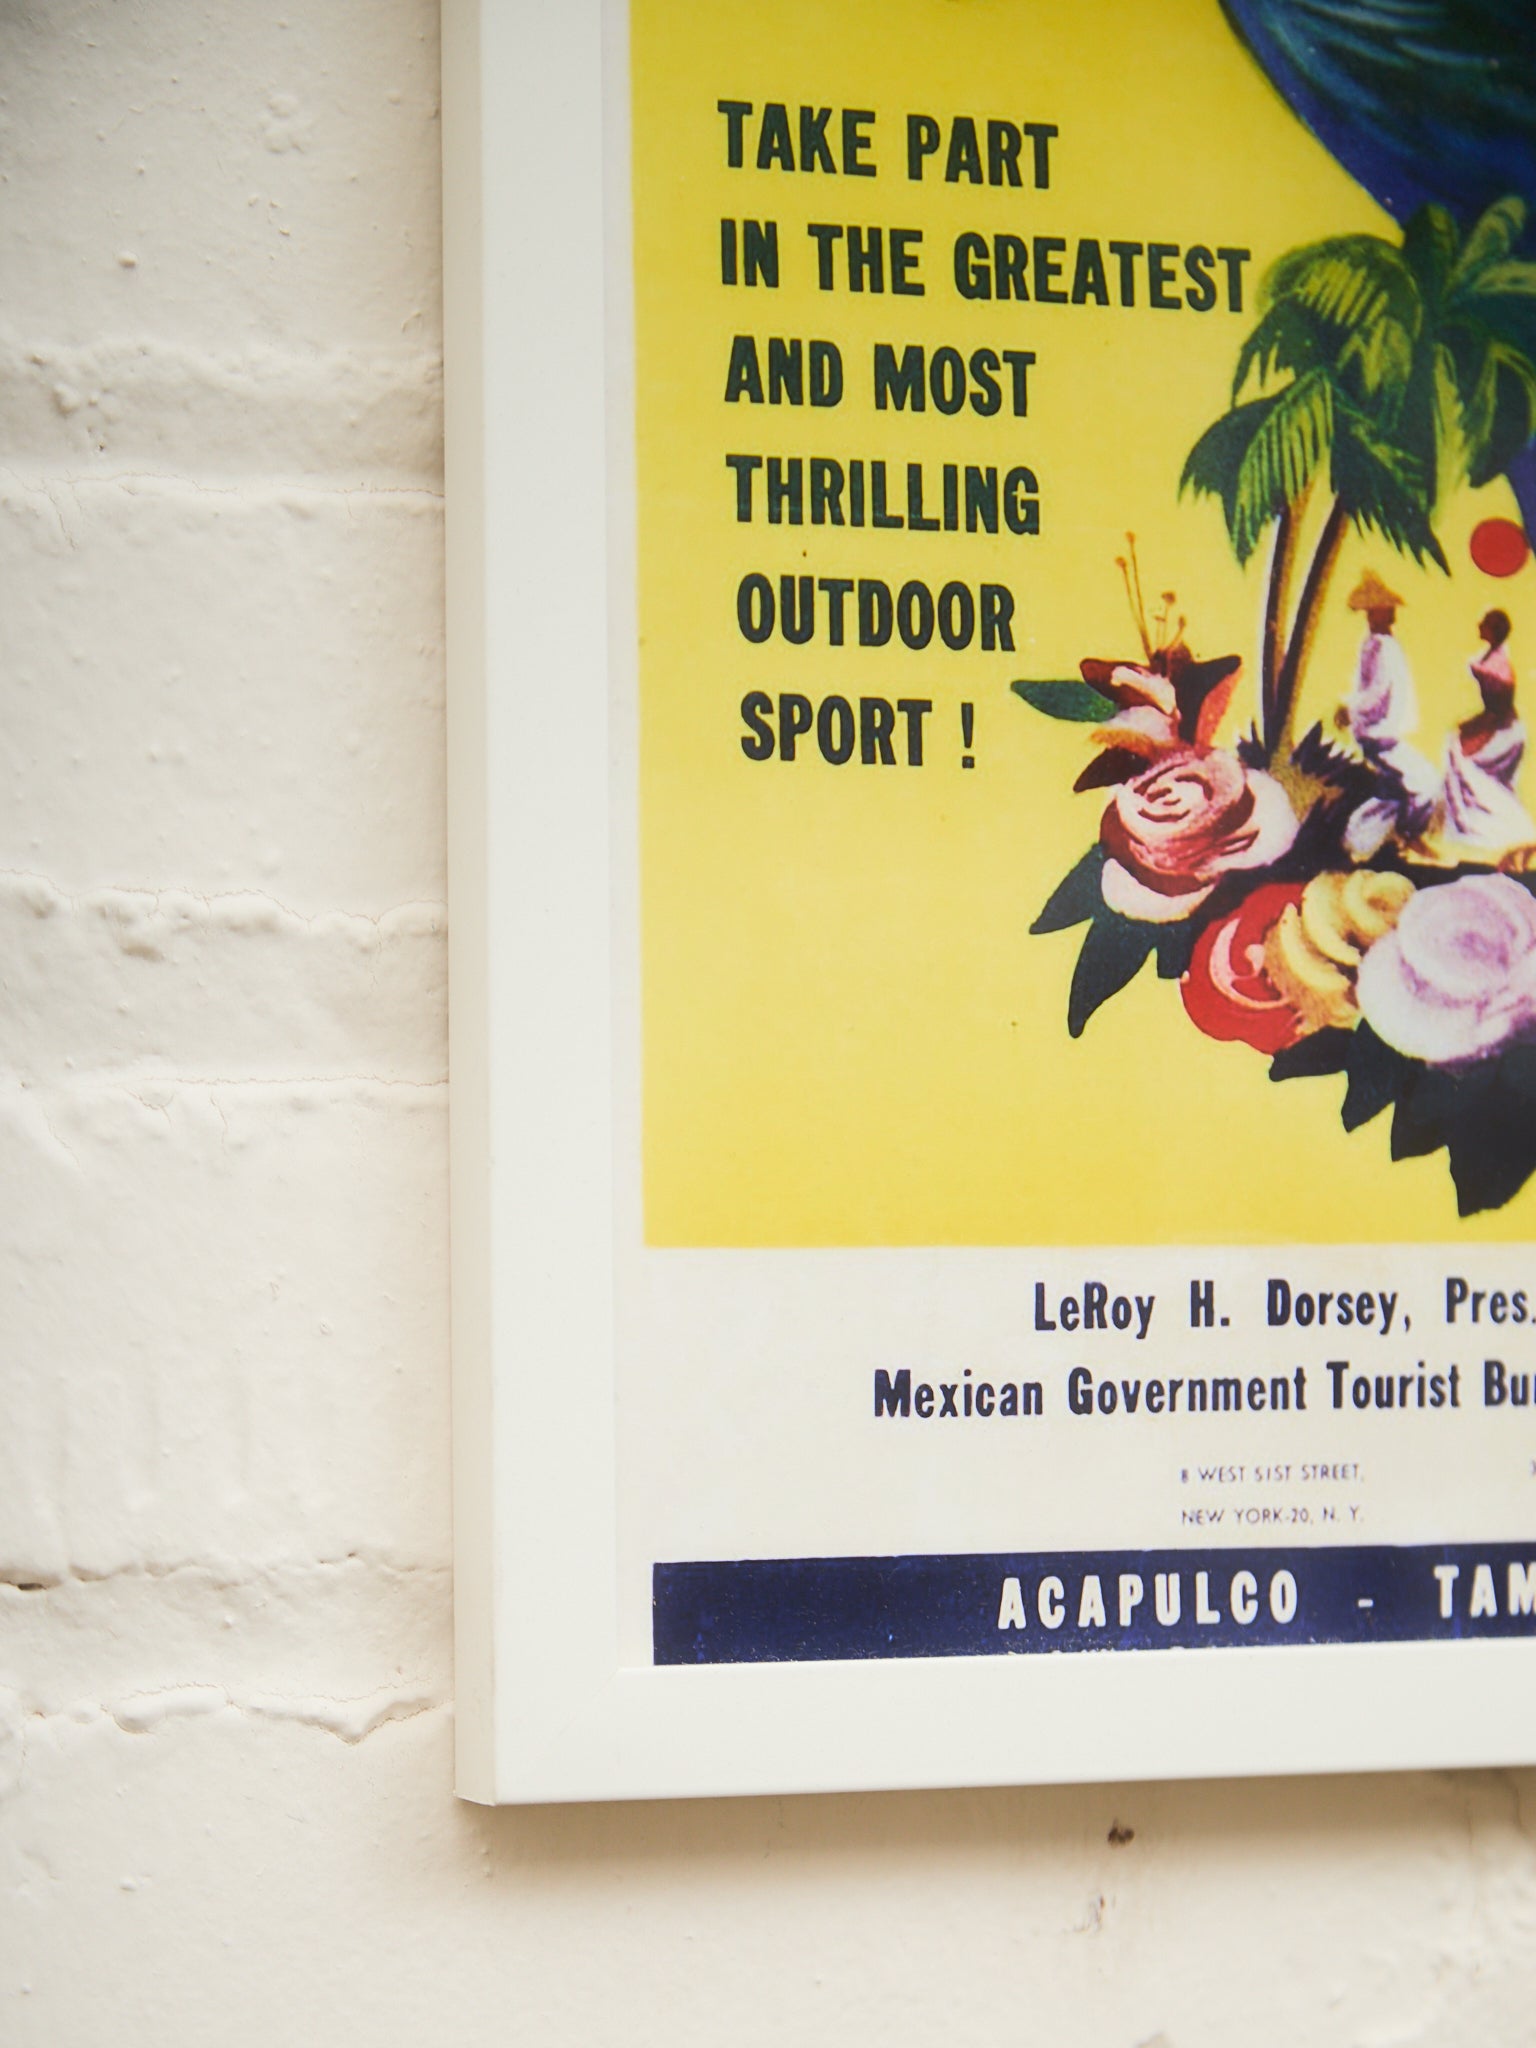 TAKE PART
IN THE GREATEST
AND MOST
THRILLING
OUTDOOR
SPORT !
LeRoy H. Dorsey, Pres.
Mexican Government Tourist
8 WEST 51ST STREET,
NEW YORK-20, N. Y.
ACAPULCO -